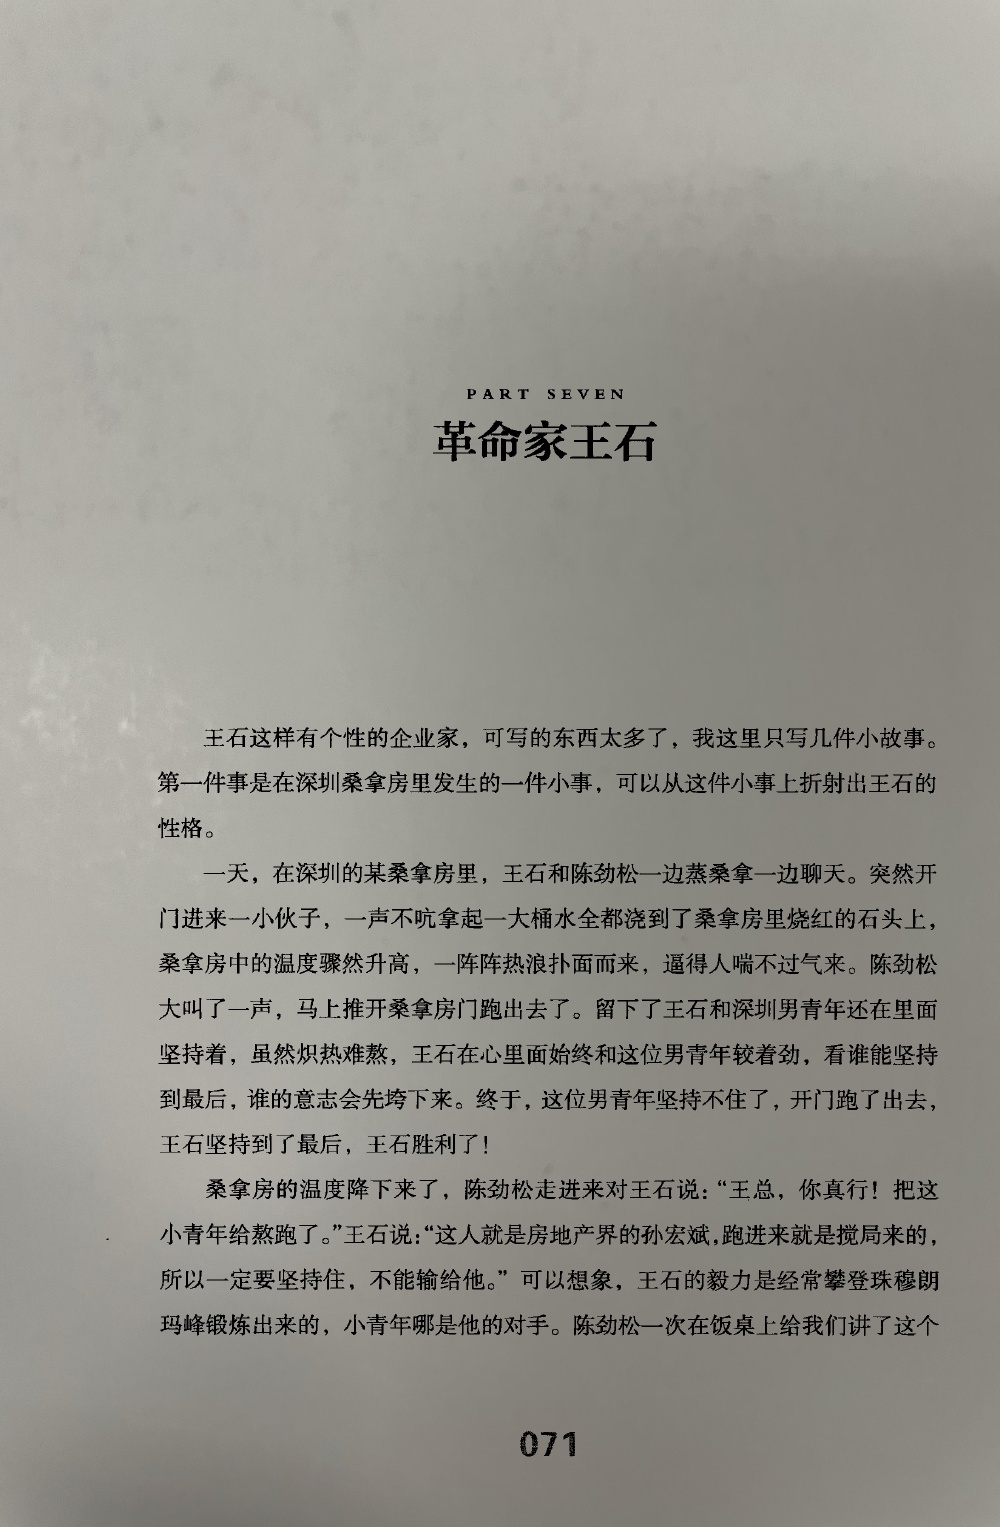 PART SEVEN
革命家王石
王石这样有个性的企业家，可写的东西太多了，我这里只写几件小故事。
第一件事是在深圳桑拿房里发生的一件小事，可以从这件小事上折射出王石的
性格。
一天，在深圳的某桑拿房里，王石和陈劲松一边蒸桑拿一边聊天。突然开
门进来一小伙子，一声不吭拿起一大桶水全都浇到了桑拿房里烧红的石头上，
桑拿房中的温度骤然升高，一阵阵热浪扑面而来，逼得人喘不过气来。陈劲松
大叫了一声，马上推开桑拿房门跑出去了。留下了王石和深圳男青年还在里面
坚持着，虽然炽热难熬，王石在心里面始终和这位男青年较着劲，看谁能坚持
到最后，谁的意志会先垮下来。终于，这位男青年坚持不住了，开门跑了出去，
王石坚持到了最后，王石胜利了！
桑拿房的温度降下来了，陈劲松走进来对王石说：“王总，你真行！把这
小青年给熬跑了。”王石说：“这人就是房地产界的孙宏斌，跑进来就是搅局来的，
所以一定要坚持住，不能输给他。”可以想象，王石的毅力是经常攀登珠穆朗
玛峰锻炼出来的，小青年哪是他的对手。陈劲松一次在饭桌上给我们讲了这个
071